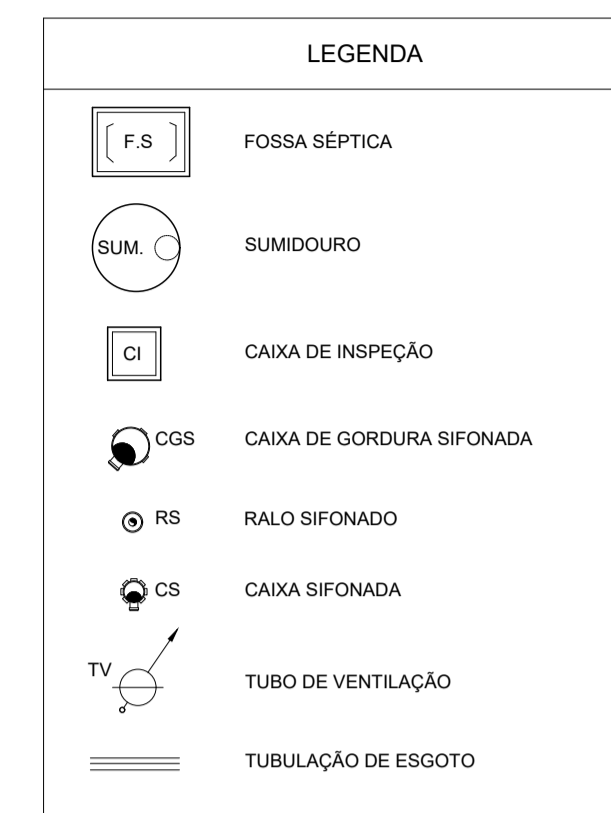 LEGENDA
F.S FOSSA SÉPTICA
SUM. SUMIDOURO
CI CAIXA DE INSPEÇÃO
CGS CAIXA DE GORDURA SIFONADA
RS RALO SIFONADO
CS CAIXA SIFONADA
TV TUBO DE VENTILAÇÃO
TUBULAÇÃO DE ESGOTO